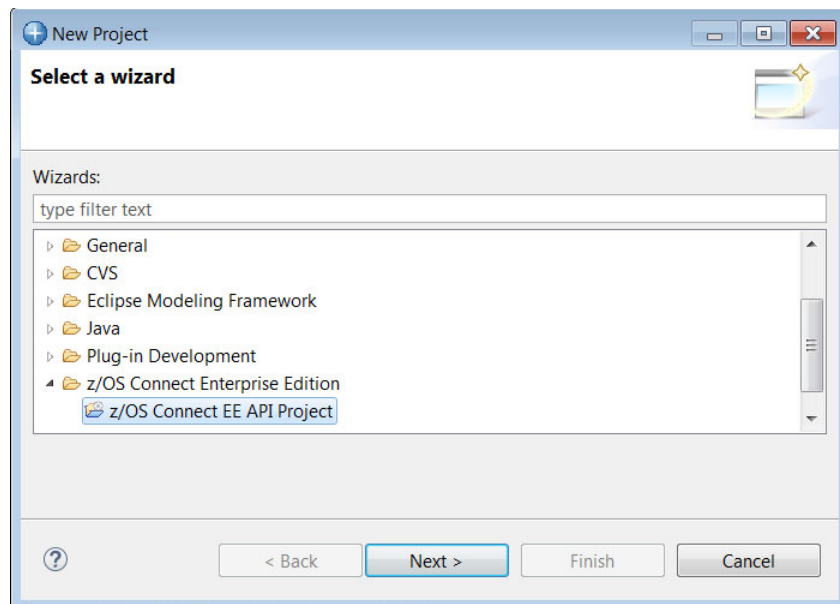 New Project
Select a wizard
Wizards:
type filter text
General
CVS
Eclipse Modeling Framework
Java
Plug-in Development
z/OS Connect Enterprise Edition
z/OS Connect EE API Project
? < Back Next > Finish Cancel